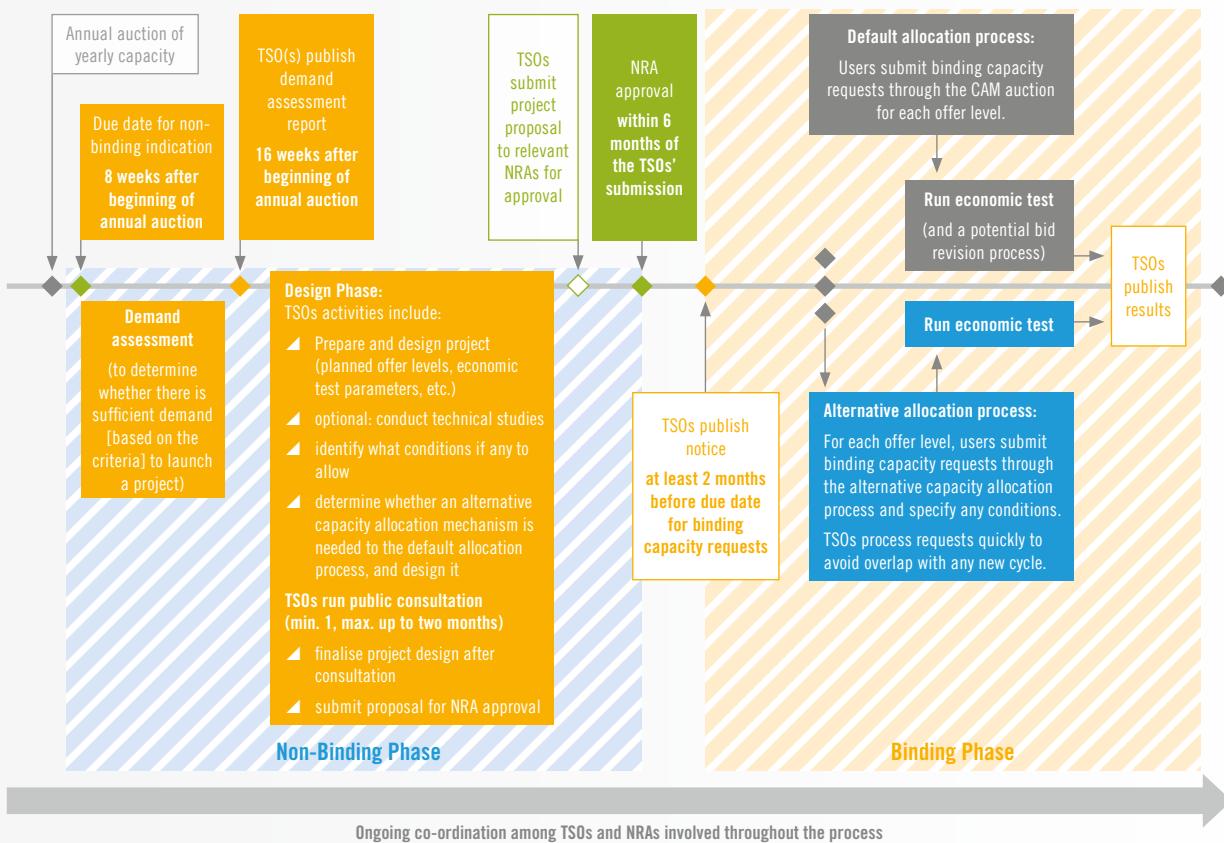 Annual auction of
yearly capacity
Due date for non-
binding indication
8 weeks after
beginning of
annual auction
TSO(s) publish
demand
assessment
report
16 weeks after
beginning of
annual auction
TSOs
submit
project
proposal
to relevant
NRAs for
approval
NRA
approval
within 6
months of
the TSOs'
submission
Default allocation process:
Users submit binding capacity
requests through the CAM auction
for each offer level.
Run economic test
(and a potential bid
revision process)
TSOs
publish
results
Demand
assessment
(to determine
whether there is
sufficient demand
[based on the
criteria] to launch
a project)
Design Phase:
TSOs activities include:
Prepare and design project
(planned offer levels, economic
test parameters, etc.)
optional: conduct technical studies
identify what conditions if any to
allow
determine whether an alternative
capacity allocation mechanism is
needed to the default allocation
process, and design it
TSOs run public consultation
(min. 1, max. up to two months)
finalise project design after
consultation
submit proposal for NRA approval
TSOs publish
notice
at least 2 months
before due date
for binding
capacity requests
Run economic test
Alternative allocation process:
For each offer level, users submit
binding capacity requests through
the alternative capacity allocation
process and specify any conditions.
TSOs process requests quickly to
avoid overlap with any new cycle.
Non-Binding Phase
Binding Phase
Ongoing co-ordination among TSOs and NRAs involved throughout the process